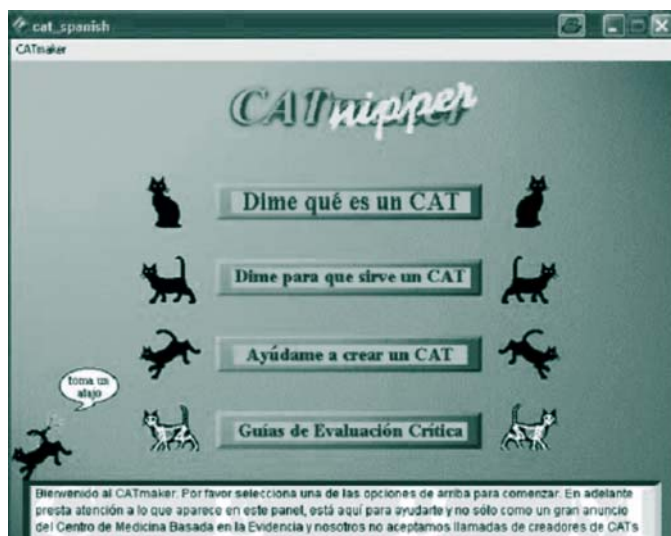 cat_spanish
CATmaker
CATmaker nipper
Dime qué es un CAT
Dime para que sirve un CAT
Ayúdame a crear un CAT
toma un
atajo
Guías de Evaluación Crítica
Bienvenido al CATmaker. Por favor selecciona una de las opciones de arriba para comenzar. En adelante
presta atención a lo que aparece en este panel, está aquí para ayudarte y no sólo como un gran anuncio
del Centro de Medicina Basada en la Evidencia y nosotros no aceptamos llamadas de creadores de CATs